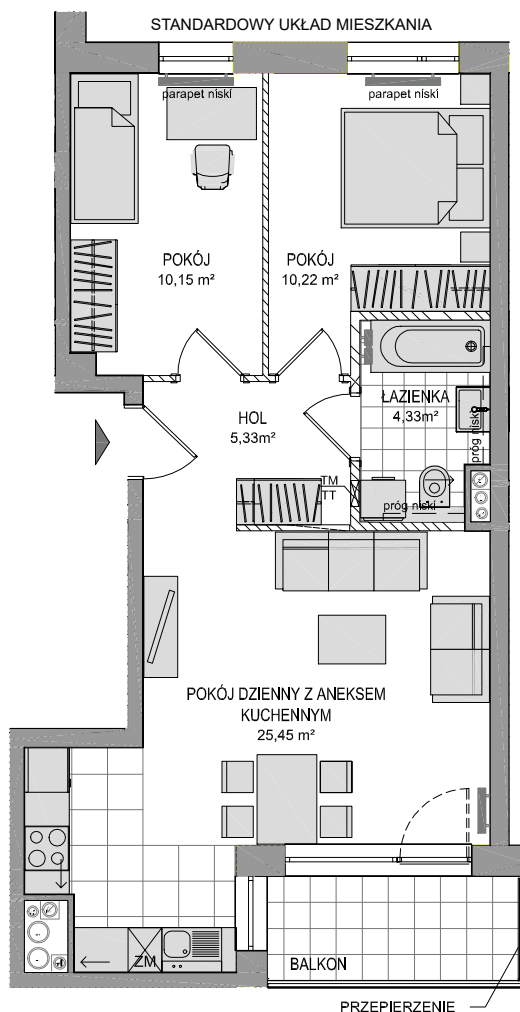 STANDARDOWY UKŁAD MIESZKANIA
parapet niski
parapet niski
POKÓJ
10,15 m²
POKÓJ
10,22 m²
ŁAZIENKA
4,33m²
próg niski
HOL
5,33m²
TM
TT
próg niski
POKÓJ DZIENNY Z ANEKSEM
KUCHENNYM
25,45 m²
ZM
BALKON
PRZEPIERZENIE